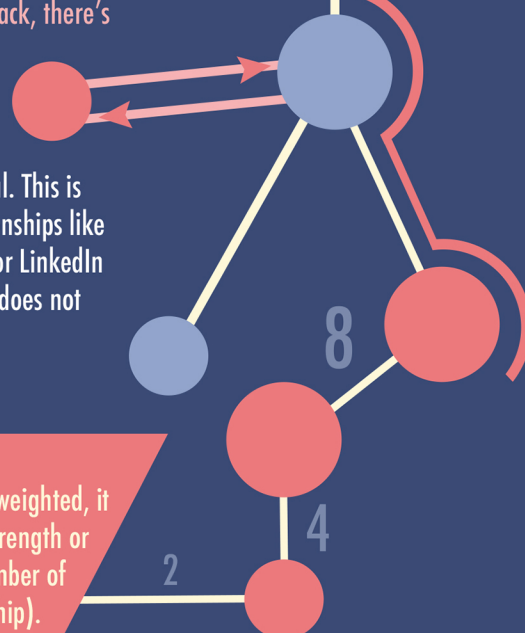 ack, there's
l. This is
nships like
or LinkedIn
does not
8
weighted, it
rength or
4
mber of
2
hip).